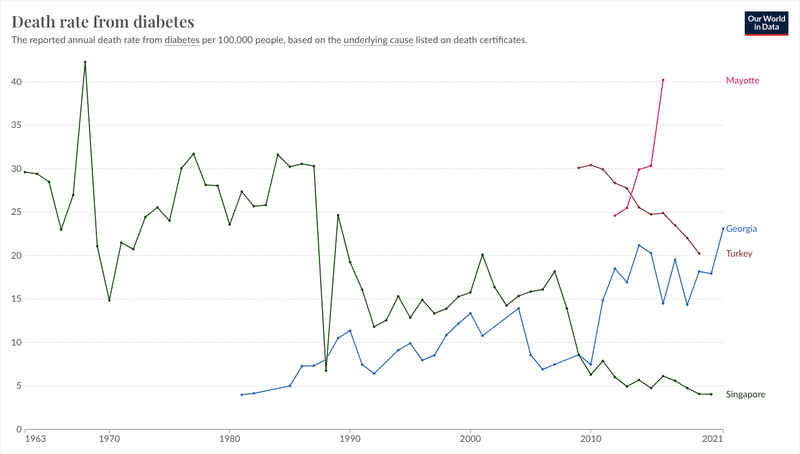 Death rate from diabetes
The reported annual death rate from diabetes per 100,000 people, based on the underlying cause listed on death certificates.
Our World
in Data
40
35
30
25
20
15
10
5
0
1963
1970
1980
1990
2000
2010
2021
Mayotte
Georgia
Turkey
Singapore